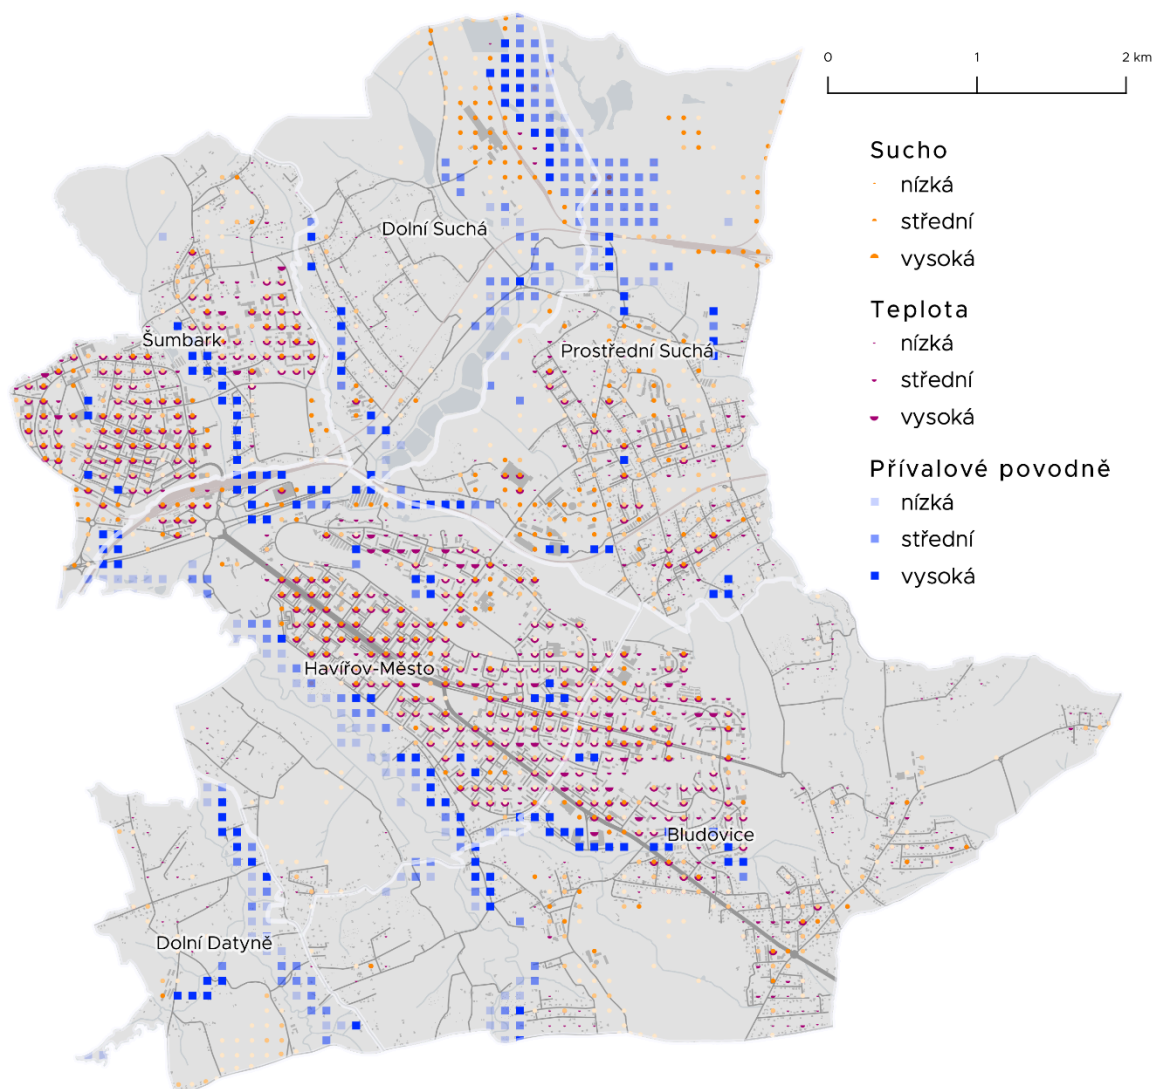 0 1 2 km
Sucho
nízká
střední
vysoká
Teplota
nízká
střední
vysoká
Přívalové povodně
nízká
střední
vysoká
Dolní Suchá
Šumbark
Prostřední Suchá
Havířov-Město
Bludovice
Dolní Datyně